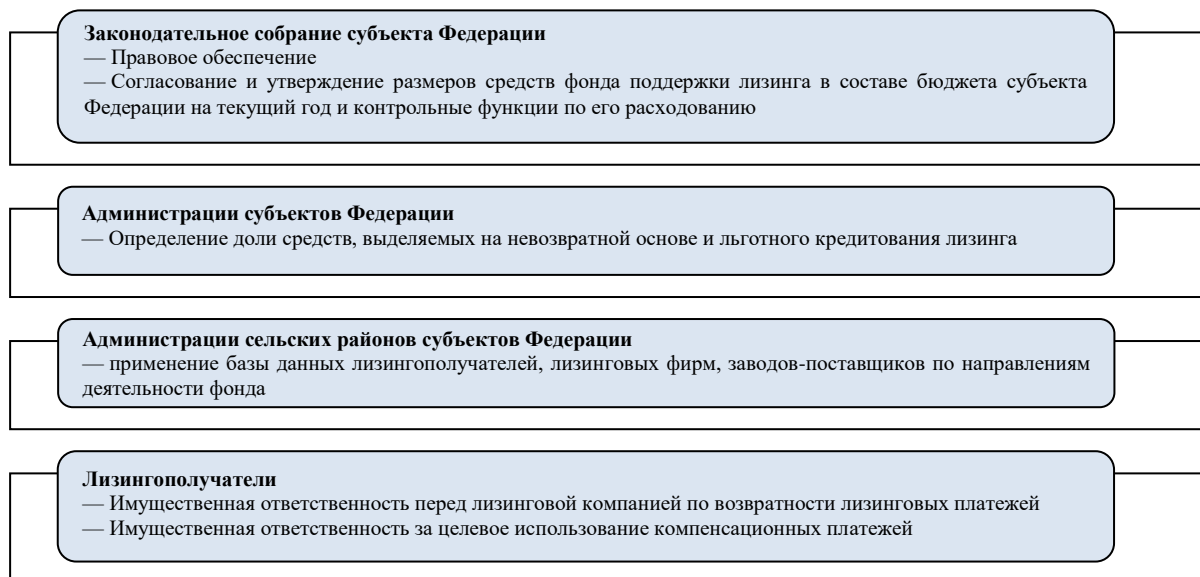 Законодательное собрание субъекта Федерации
— Правовое обеспечение
— Согласование и утверждение размеров средств фонда поддержки лизинга в составе бюджета субъекта
Федерации на текущий год и контрольные функции по его расходованию
Администрации субъектов Федерации
— Определение доли средств, выделяемых на невозвратной основе и льготного кредитования лизинга
Администрации сельских районов субъектов Федерации
— применение базы данных лизингополучателей, лизинговых фирм, заводов-поставщиков по направлениям
деятельности фонда
Лизингополучатели
— Имущественная ответственность перед лизинговой компанией по возвратности лизинговых платежей
— Имущественная ответственность за целевое использование компенсационных платежей